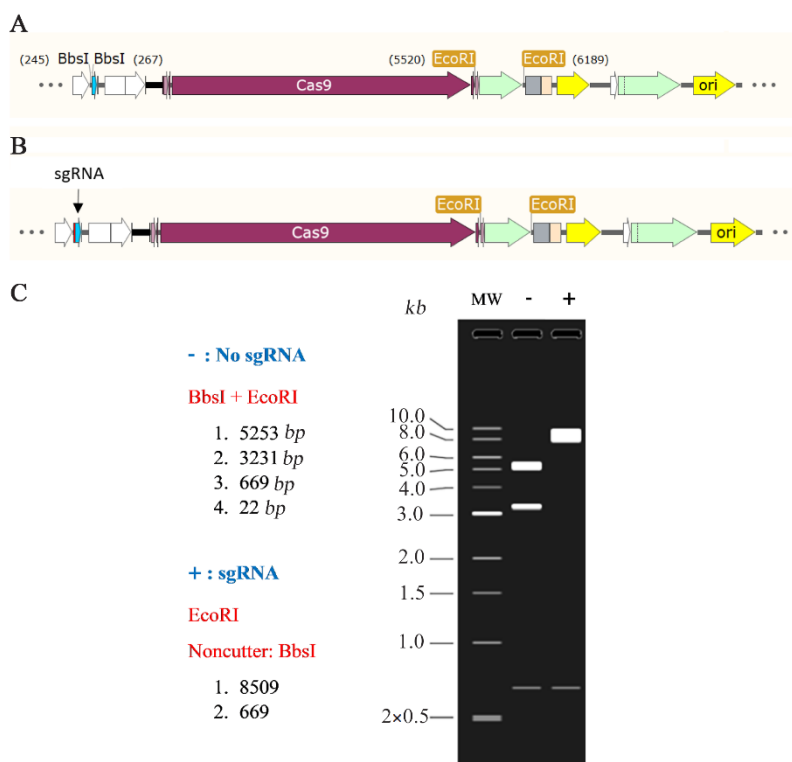 A
(245) BbsI BbsI (267) (5520) EcoRI EcoRI (6189)
Cas9 ori
B
sgRNA
EcoRI EcoRI
Cas9 ori
C
kb MW - +
- : No sgRNA
BbsI + EcoRI
1. 5253 bp
2. 3231 bp
3. 669 bp
4. 22 bp
+ : sgRNA
EcoRI
Noncutter: BbsI
1. 8509
2. 669
10.0
8.0
6.0
5.0
4.0
3.0
2.0
1.5
1.0
2×0.5